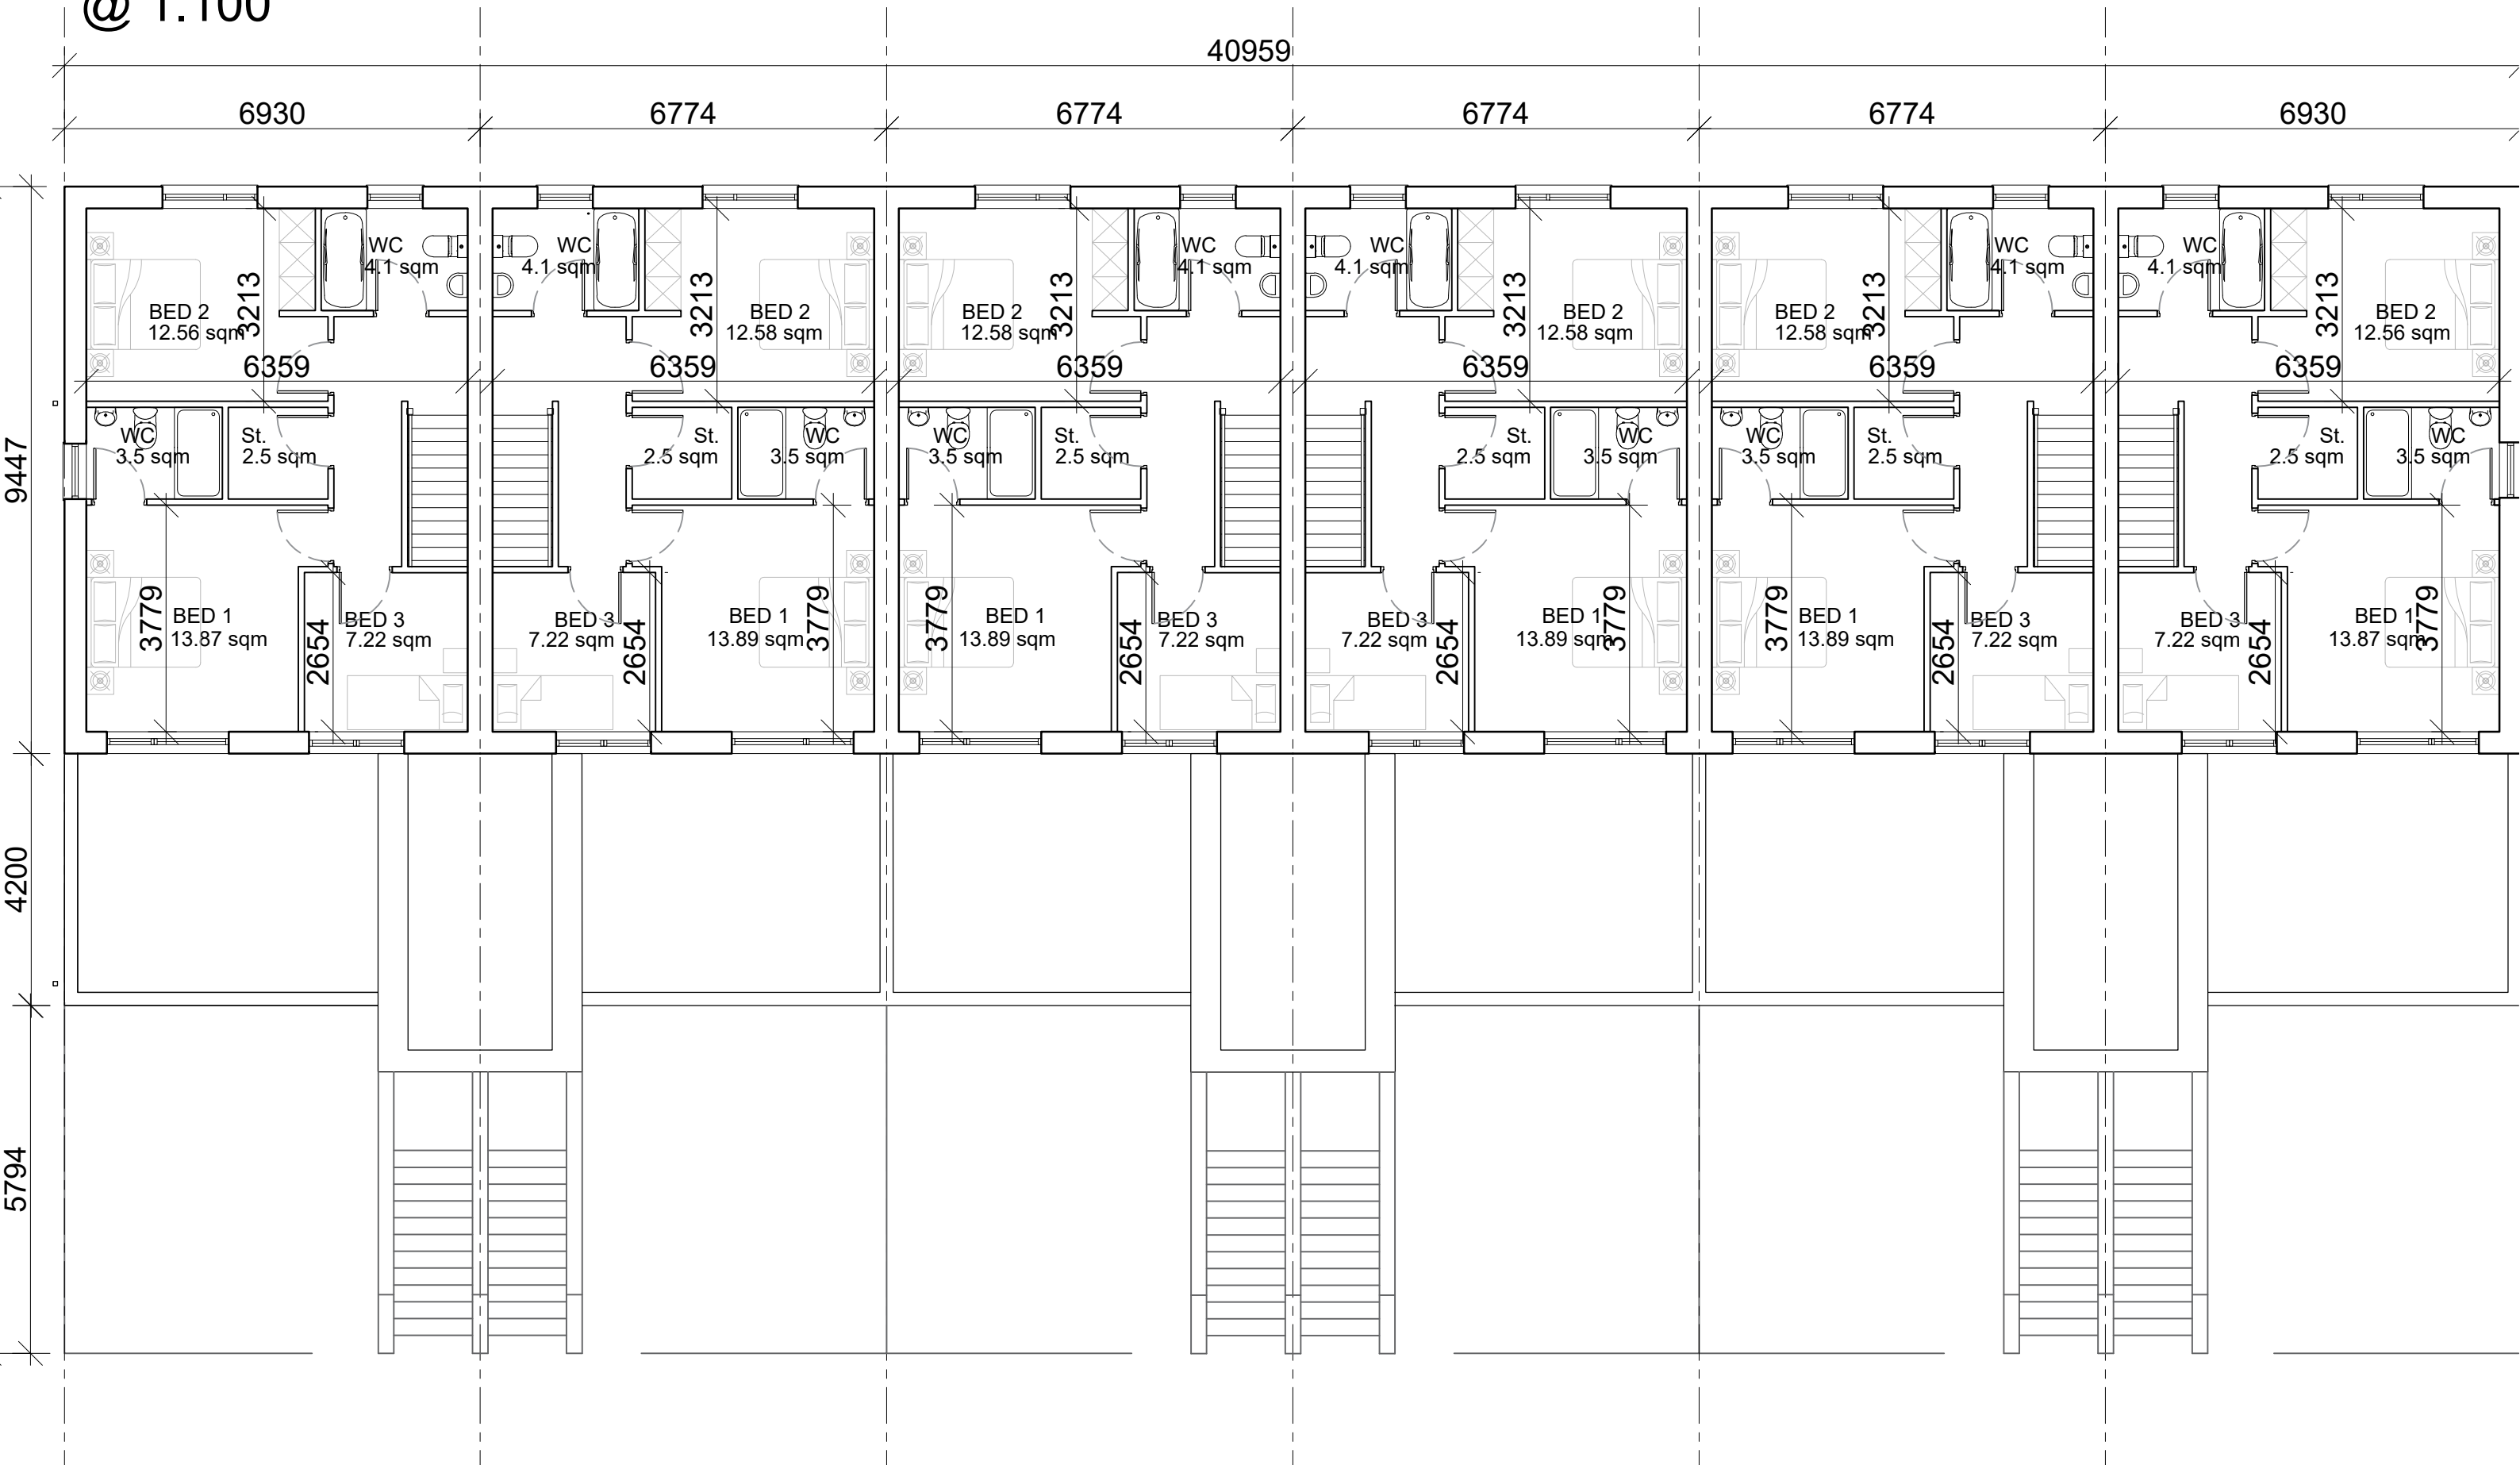 @ 1:100
40959
6930 6774 6774 6774 6774 6930
WC WC WC WC WC WC
4.1 sqm 4.1 sqm 4.1 sqm 4.1 sqm 4.1 sqm 4.1 sqm
3213 3213 3213 3213 3213 3213
BED 2 BED 2 BED 2 BED 2 BED 2 BED 2
12.56 sqm 12.58 sqm 12.58 sqm 12.58 sqm 12.58 sqm 12.56 sqm
6359 6359 6359 6359 6359 6359
9447
WC St. St. WC WC St. St. WC WC St. St. WC
3.5 sqm 2.5 sqm 2.5 sqm 3.5 sqm 3.5 sqm 2.5 sqm 2.5 sqm 3.5 sqm 3.5 sqm 2.5 sqm 2.5 sqm 3.5 sqm
3779 2654 2654 3779 3779 2654 2654 3779 3779 2654 2654 3779
BED 1 BED 3 BED 3 BED 1 BED 1 BED 3 BED 3 BED 1 BED 1 BED 3 BED 3 BED 1
13.87 sqm 7.22 sqm 7.22 sqm 13.89 sqm 13.89 sqm 7.22 sqm 7.22 sqm 13.89 sqm 13.89 sqm 7.22 sqm 7.22 sqm 13.87 sqm
4200
5794